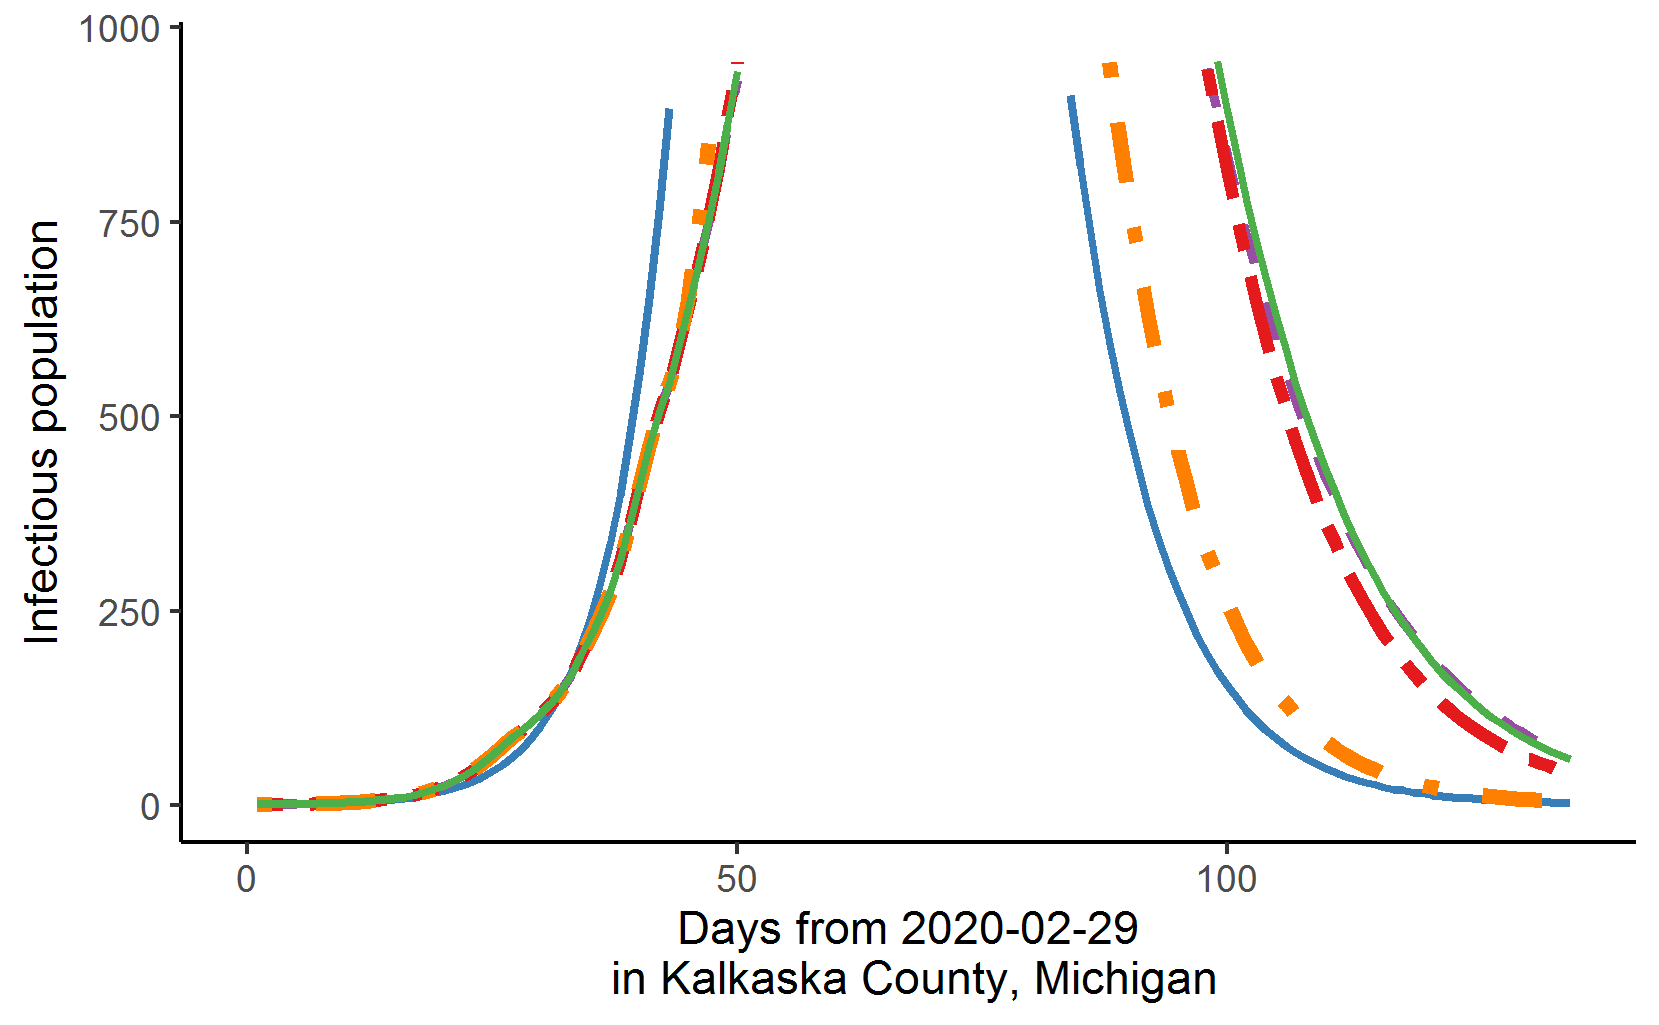 1000
750
500
250
0
Infectious population
0 50 100
Days from 2020-02-29
in Kalkaska County, Michigan